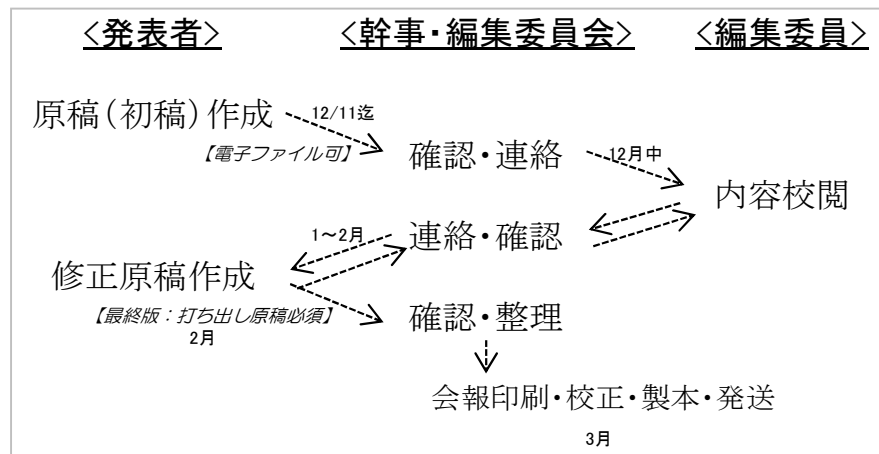 <発表者> <幹事・編集委員会> <編集委員>
原稿(初稿)作成 12/11迄
【電子ファイル可】 確認・連絡 12月中
内容校閲
1～2月 連絡・確認
修正原稿作成
【最終版：打ち出し原稿必須】 確認・整理
2月
会報印刷・校正・製本・発送
3月